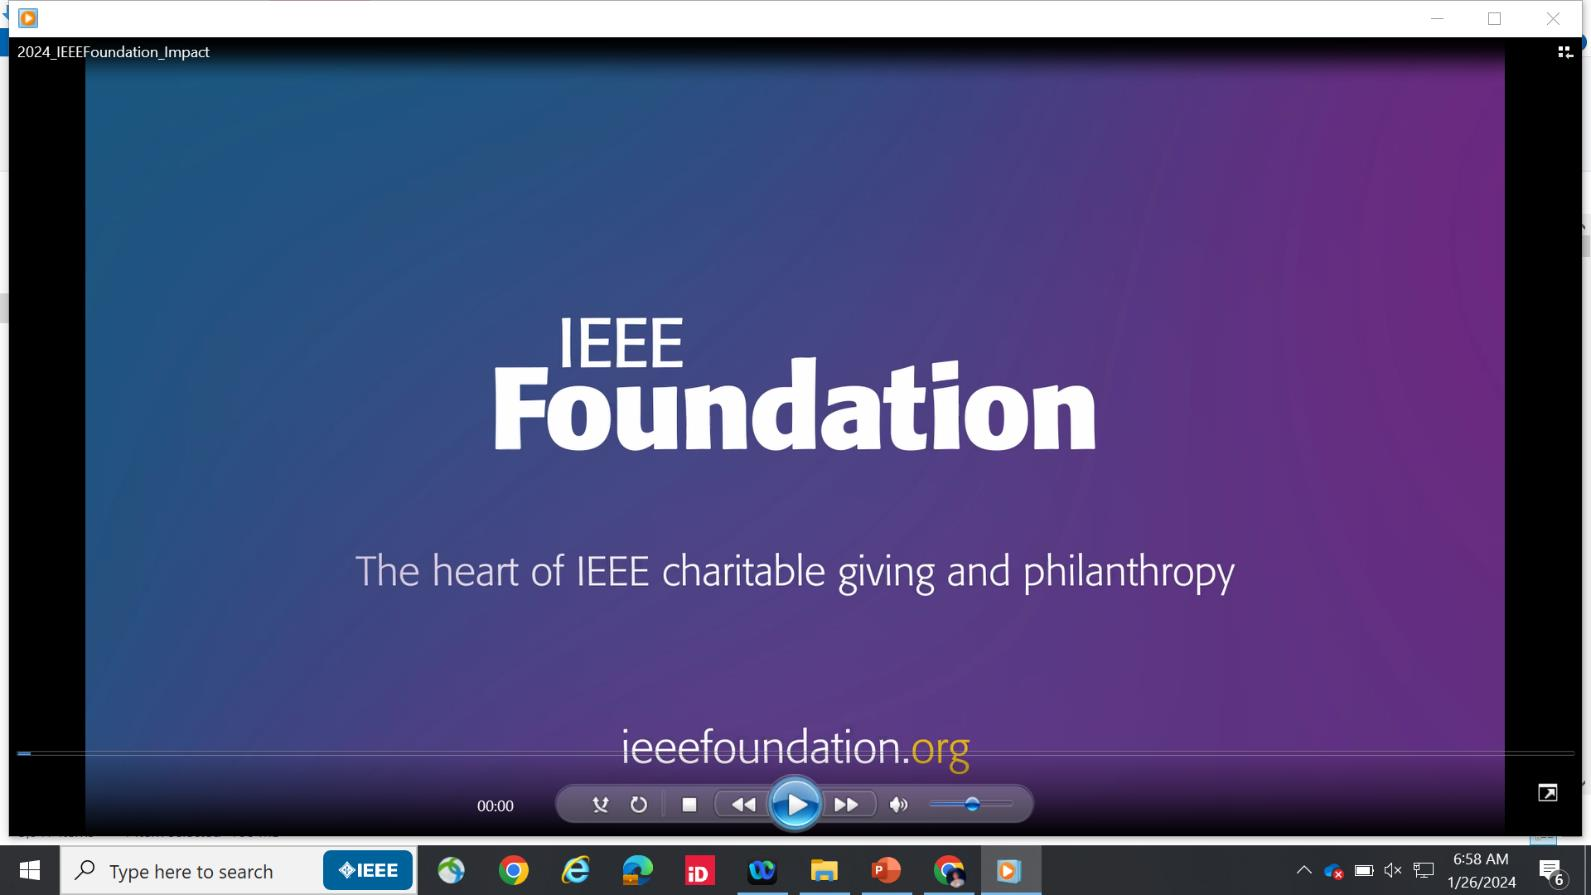 2024_IEEEFoundation_Impact
IEEE
Foundation
The heart of IEEE charitable giving and philanthropy
ieeefoundation.org
00:00
Type here to search
IEEE
iD
6:58 AM
1/26/2024
6